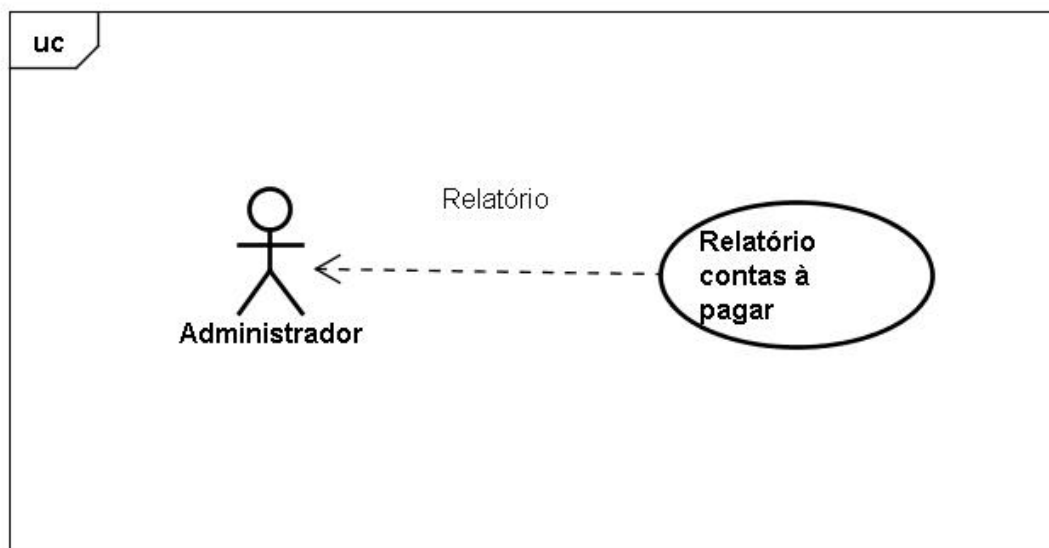 uc
Relatório
Relatório
contas à
pagar
Administrador